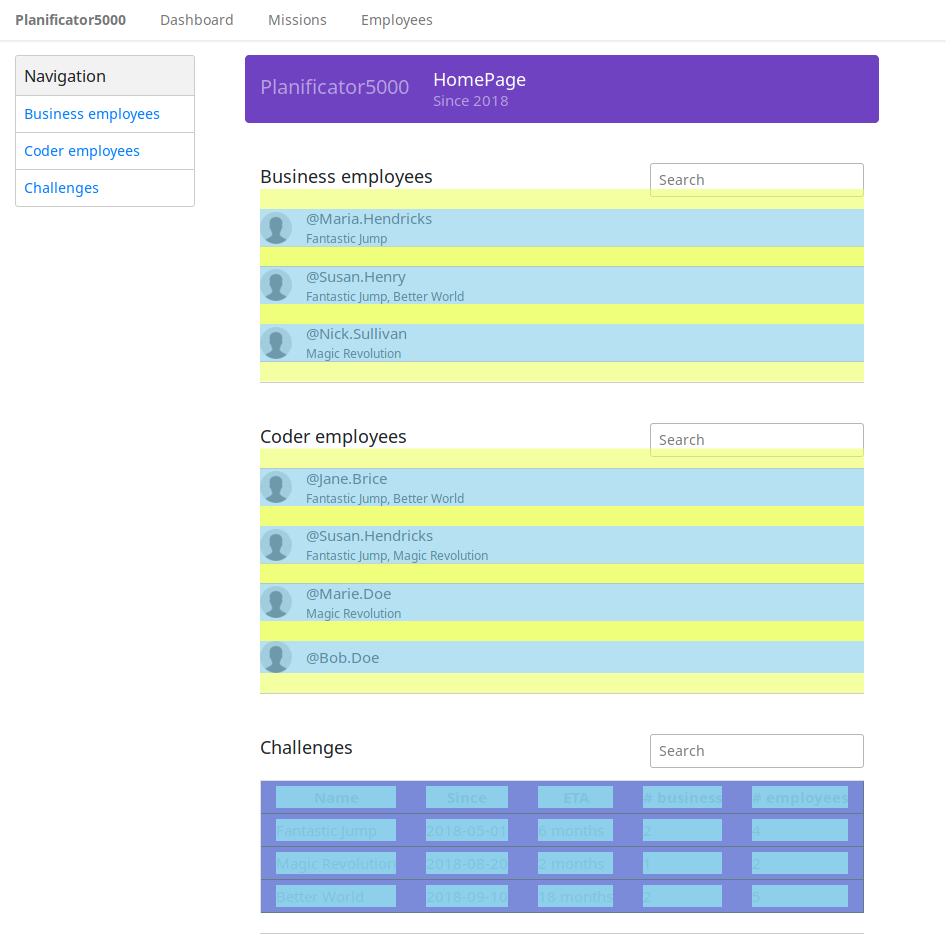 Planificator5000 Dashboard Missions Employees
Navigation
Business employees
Coder employees
Challenges
Planificator5000
HomePage
Since 2018
Business employees
Search
@Maria.Hendricks
Fantastic Jump
@Susan.Henry
Fantastic Jump, Better World
@Nick.Sullivan
Magic Revolution
Coder employees
Search
@Jane.Brice
Fantastic Jump, Better World
@Susan.Hendricks
Fantastic Jump, Magic Revolution
@Marie.Doe
Magic Revolution
@Bob.Doe
Challenges
Search
Name Since ETA # business # employees
Fantastic Jump 2018-05-01 6 months 2 4
Magic Revolution 2018-08-20 2 months 1 2
Better World 2018-09-10 18 months 2 5